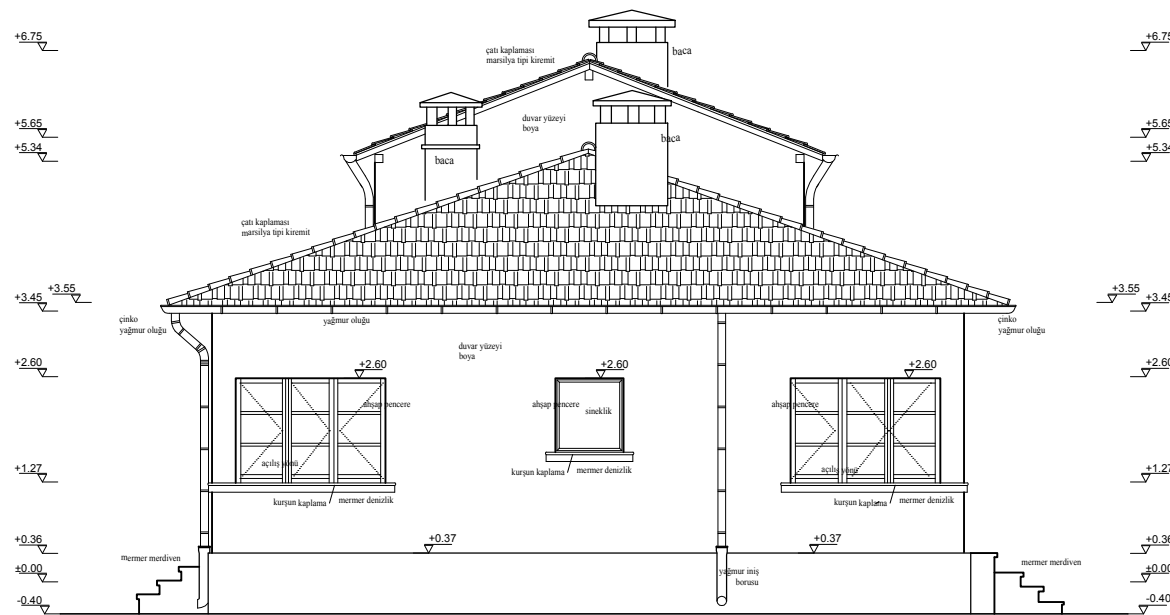 +6.75
+6.75
baca
çatı kaplaması
marsilya tipi kiremit
duvar yüzeyi
boya
+5.65
+5.65
baca
+5.34
+5.34
baca
çatı kaplaması
marsilya tipi kiremit
+3.55
+3.55
+3.45
+3.45
çinko
yağmur oluğu
yağmur oluğu
çinko
yağmur oluğu
duvar yüzeyi
boya
+2.60
+2.60
+2.60
+2.60
+2.60
ahşap pencere
ahşap pencere
sineklik
ahşap pencere
açılış yönü
kurşun kaplama
mermer denizlik
açılış yönü
+1.27
+1.27
kurşun kaplama
mermer denizlik
kurşun kaplama
mermer denizlik
+0.36
+0.37
+0.37
+0.36
mermer merdiven
mermer merdiven
±0.00
±0.00
yağmur iniş
borusu
-0.40
-0.40